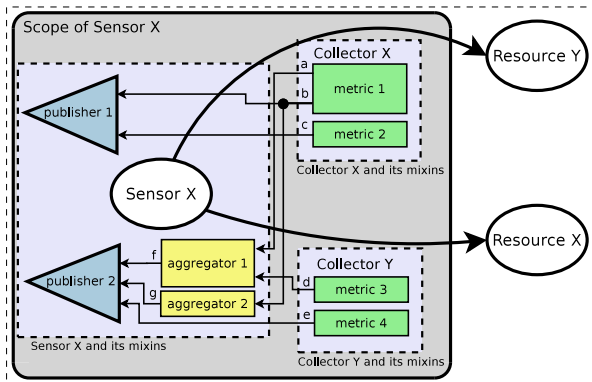 Scope of Sensor X
Collector X
Resource Y
a
metric 1
b
publisher 1
c
metric 2
Collector X and its mixins
Sensor X
Resource X
f
aggregator 1
Collector Y
publisher 2
d
metric 3
g
aggregator 2
e
metric 4
Sensor X and its mixins
Collector Y and its mixins